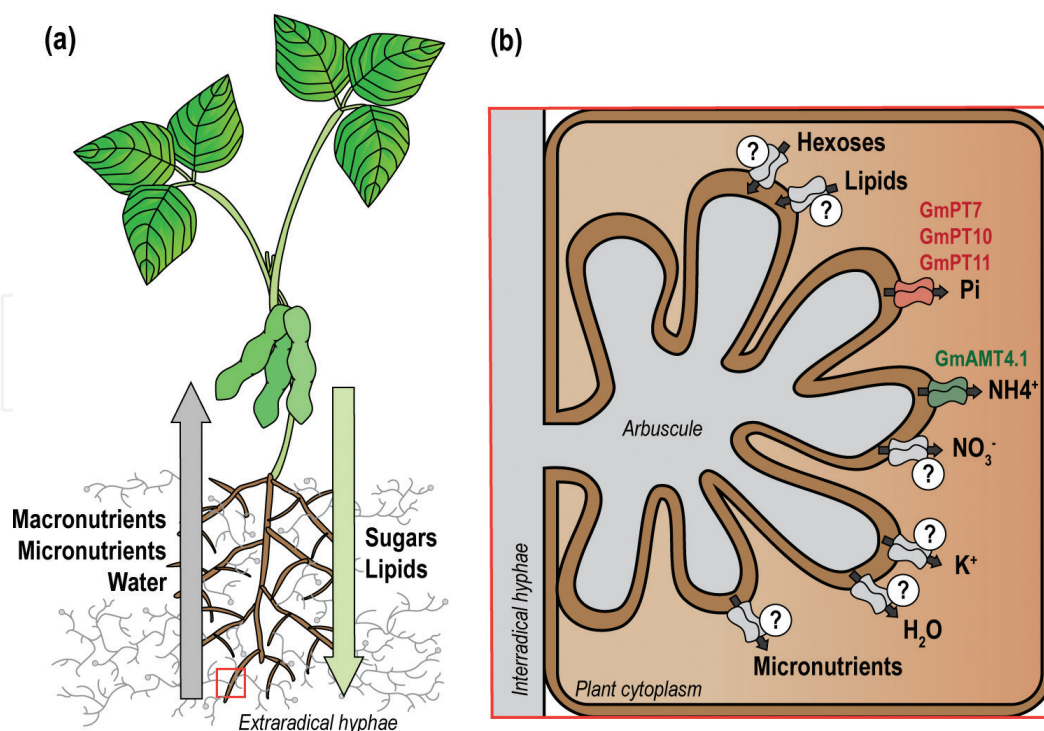 (a)
Macronutrients
Micronutrients
Water
Sugars
Lipids
Extraradical hyphae
(b)
Interradical hyphae
Hexoses
?
Lipids
?
GmPT7
GmPT10
GmPT11
Pi
GmAMT4.1
NH4⁺
Arbuscule
NO₃⁻
?
?
K⁺
?
H₂O
?
Micronutrients
Plant cytoplasm